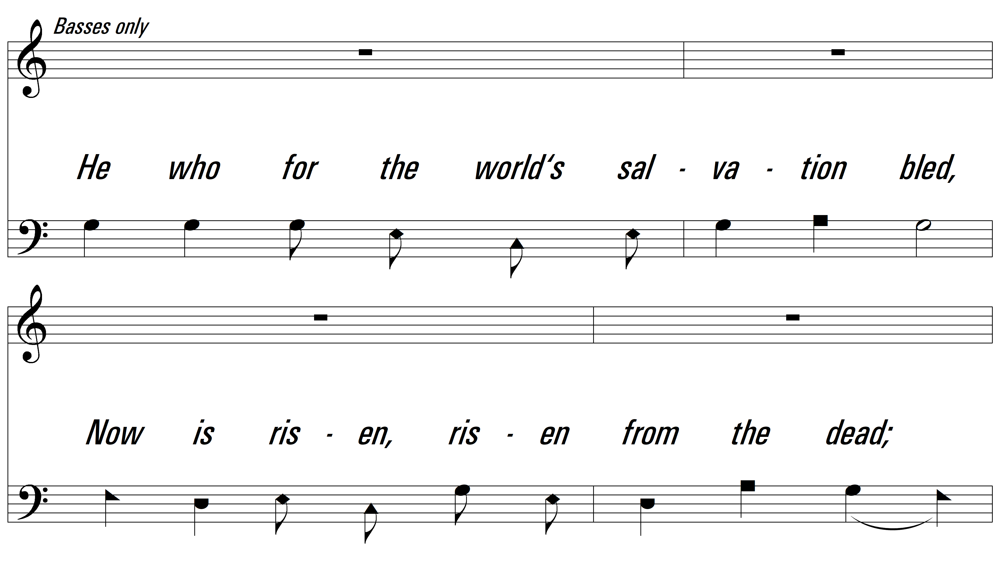 Basses only
He who for the world‘s sal - va - tion bled,
Now is ris - en, ris - en from the dead;